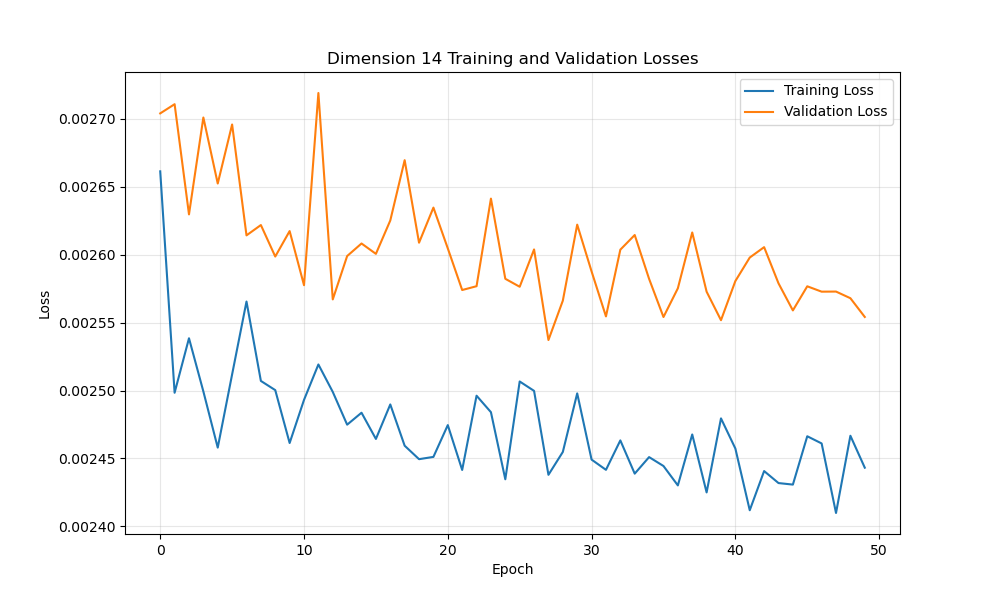 Dimension 14 Training and Validation Losses
Training Loss
Validation Loss
0.00270
0.00265
0.00260
0.00255
0.00250
0.00245
0.00240
Loss
0 10 20 30 40 50
Epoch